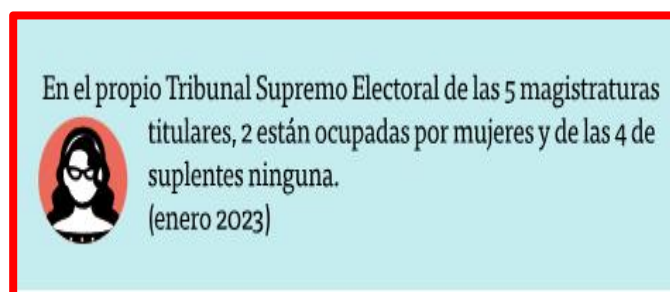 En el propio Tribunal Supremo Electoral de las 5 magistraturas
titulares, 2 están ocupadas por mujeres y de las 4 de
suplentes ninguna.
(enero 2023)